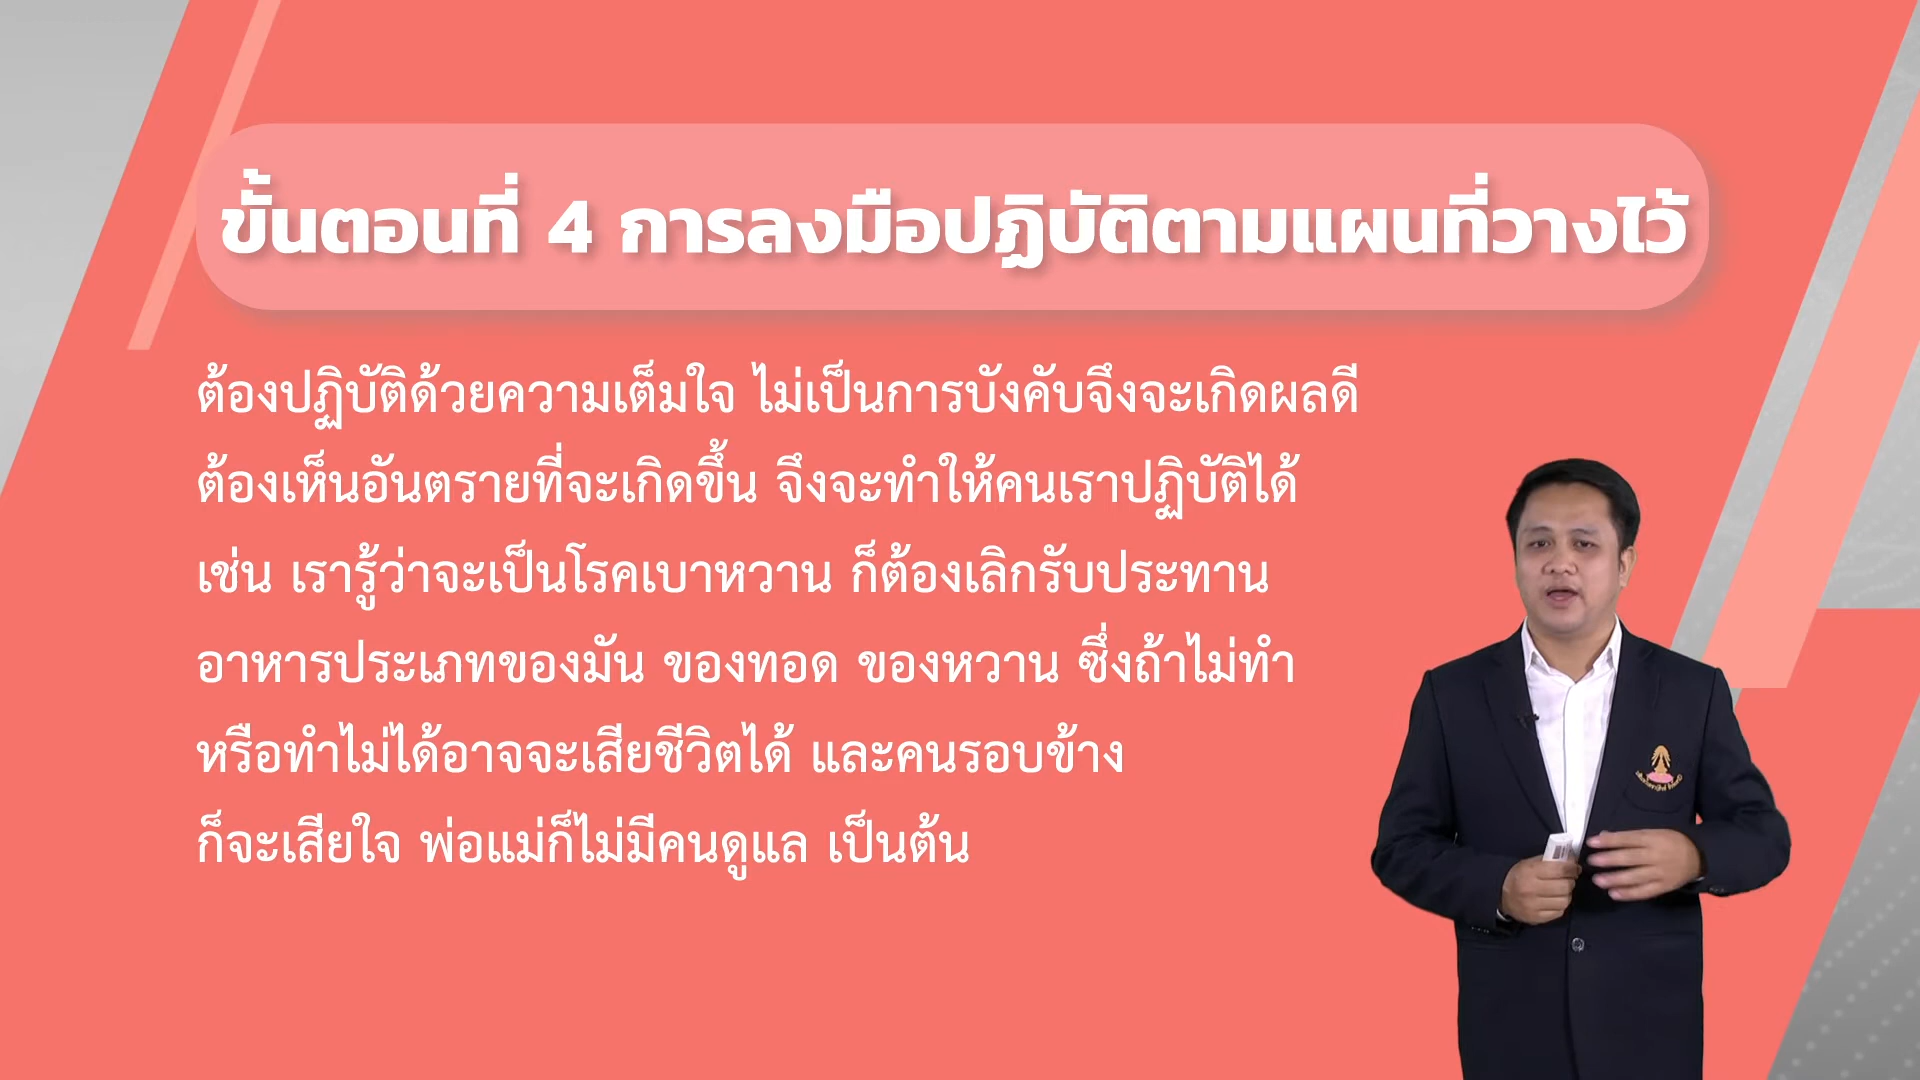 ขั้นตอนที่ 4 การลงมือปฏิบัติตามแผนที่วางไว้
ต้องปฏิบัติด้วยความเต็มใจ ไม่เป็นการบังคับจึงจะเกิดผลดี
ต้องเห็นอันตรายที่จะเกิดขึ้น จึงจะทำให้คนเราปฏิบัติได้
เช่น เรารู้ว่าจะเป็นโรคเบาหวาน ก็ต้องเลิกรับประทาน
อาหารประเภทของมัน ของทอด ของหวาน ซึ่งถ้าไม่ทำ
หรือทำไม่ได้อาจจะเสียชีวิตได้ และคนรอบข้าง
ก็จะเสียใจ พ่อแม่ก็ไม่มีคนดูแล เป็นต้น